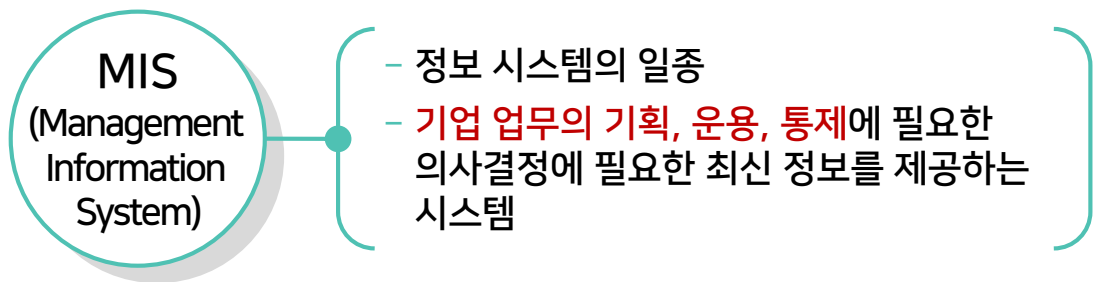 MIS
(Management
Information
System)
- 정보 시스템의 일종
- 기업 업무의 기획, 운용, 통제에 필요한
의사결정에 필요한 최신 정보를 제공하는
시스템